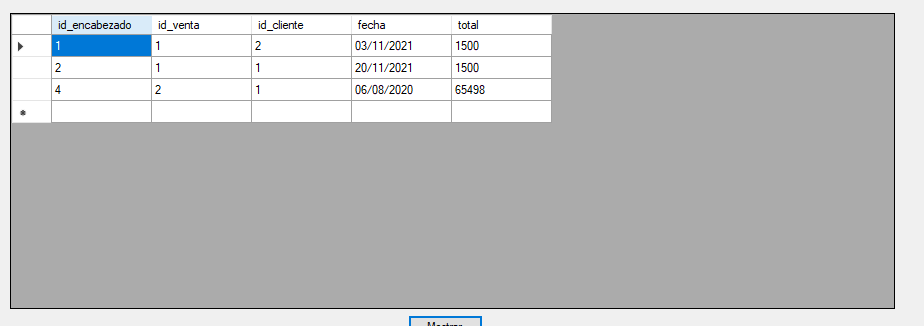 id_encabezado id_venta id_cliente fecha total
1 1 2 03/11/2021 1500
2 1 1 20/11/2021 1500
4 2 1 06/08/2020 65498
Mostrar